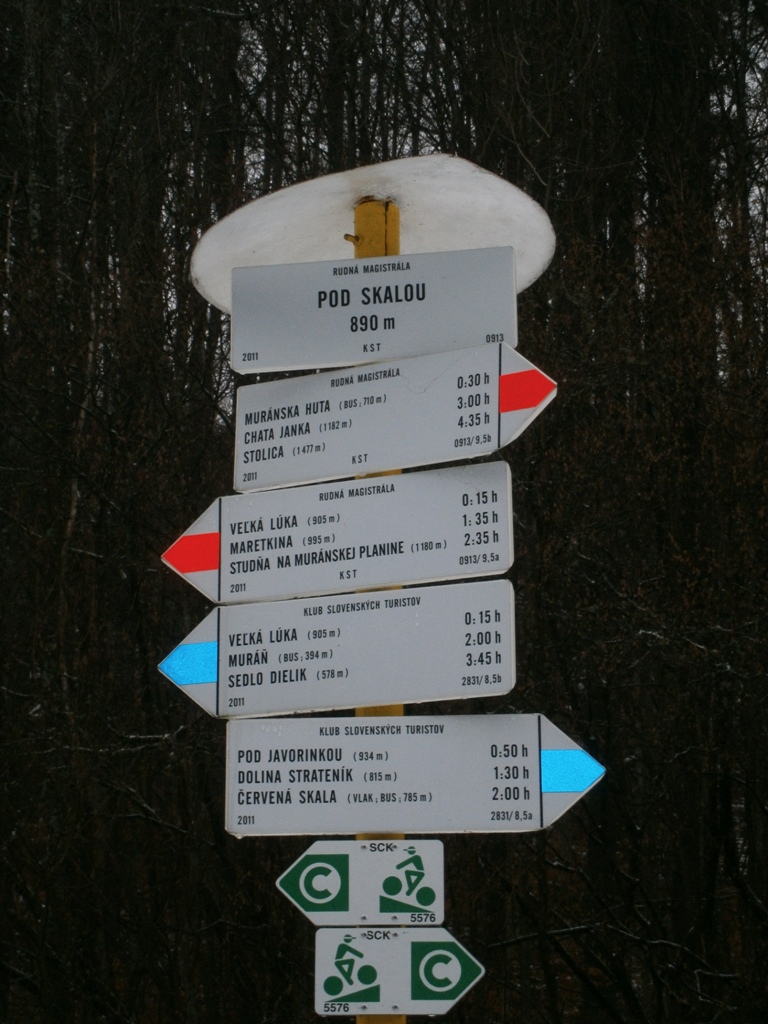 RUDNÁ MAGISTRÁLA
POD SKALOU
890 m
2011 KST 0913
RUDNÁ MAGISTRÁLA
MURÁNSKA HUTA (BUS; 710 m) 0:30 h
CHATA JANKA (1182 m) 3:00 h
STOLICA (1477 m) 4:35 h
2011 KST 0913/9,5b
RUDNÁ MAGISTRÁLA
VEĽKÁ LÚKA (905 m) 0:15 h
MARETKINA (995 m) 1:35 h
STUDŇA NA MURÁNSKEJ PLANINE (1180 m) 2:35 h
2011 KST 0913/9,5a
KLUB SLOVENSKÝCH TURISTOV
VEĽKÁ LÚKA (905 m) 0:15 h
MURÁŇ (BUS; 394 m) 2:00 h
SEDLO DIELIK (578 m) 3:45 h
2011 2831/8,5b
KLUB SLOVENSKÝCH TURISTOV
POD JAVORINKOU (934 m) 0:50 h
DOLINA STRATENÍK (815 m) 1:30 h
ČERVENÁ SKALA (VLAK; BUS; 785 m) 2:00 h
2011 2831/8,5a
SCK
C
5576
SCK
C
5576